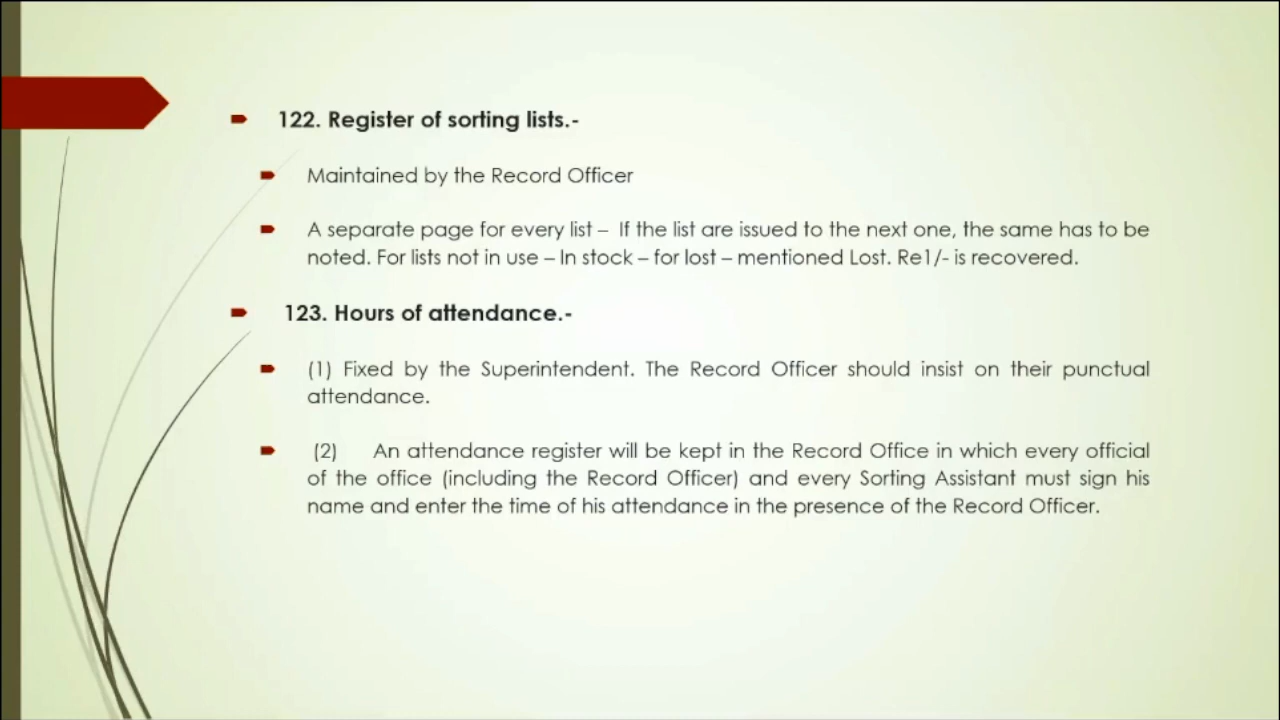 122. Register of sorting lists.-
Maintained by the Record Officer
A separate page for every list – If the list are issued to the next one, the same has to be
noted. For lists not in use – In stock – for lost – mentioned Lost. Re1/- is recovered.
123. Hours of attendance.-
(1) Fixed by the Superintendent. The Record Officer should insist on their punctual
attendance.
(2) An attendance register will be kept in the Record Office in which every official
of the office (including the Record Officer) and every Sorting Assistant must sign his
name and enter the time of his attendance in the presence of the Record Officer.